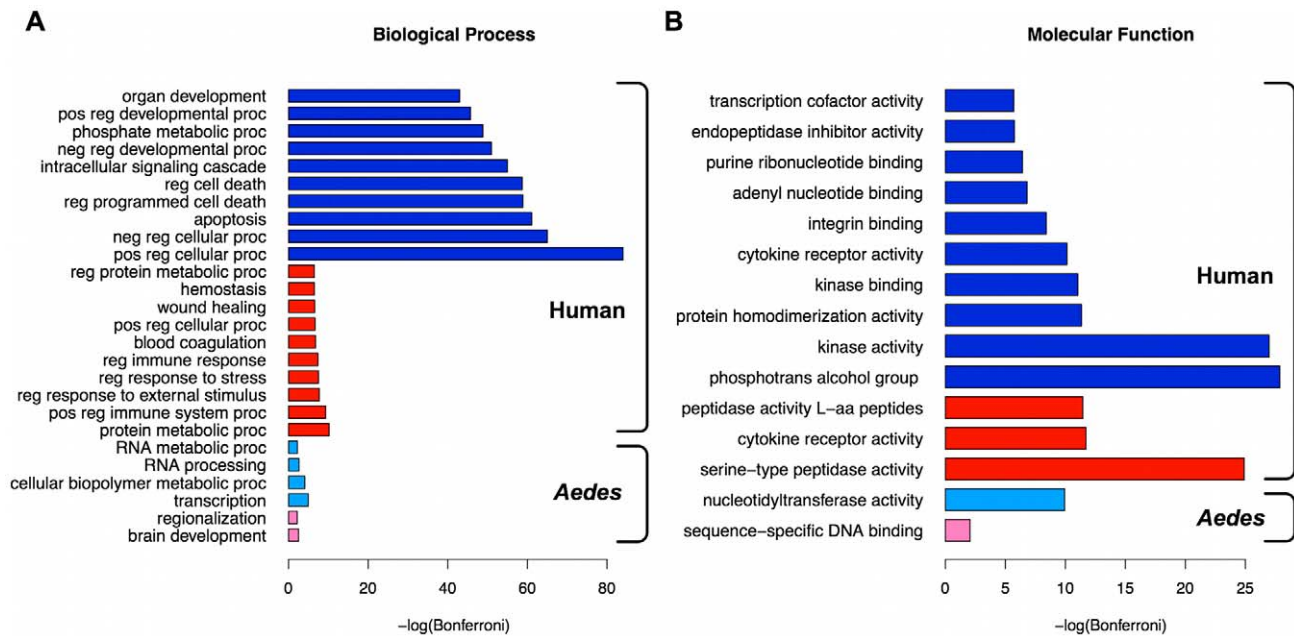 A
Biological Process
organ development
pos reg developmental proc
phosphate metabolic proc
neg reg developmental proc
intracellular signaling cascade
reg cell death
reg programmed cell death
apoptosis
neg reg cellular proc
pos reg cellular proc
reg protein metabolic proc
hemostasis
wound healing
pos reg cellular proc
blood coagulation
reg immune response
reg response to stress
reg response to external stimulus
pos reg immune system proc
protein metabolic proc
RNA metabolic proc
RNA processing
cellular biopolymer metabolic proc
transcription
regionalization
brain development
Human
Aedes
0 20 40 60 80
−log(Bonferroni)
B
Molecular Function
transcription cofactor activity
endopeptidase inhibitor activity
purine ribonucleotide binding
adenyl nucleotide binding
integrin binding
cytokine receptor activity
kinase binding
protein homodimerization activity
kinase activity
phosphotrans alcohol group
peptidase activity L−aa peptides
cytokine receptor activity
serine−type peptidase activity
nucleotidyltransferase activity
sequence−specific DNA binding
Human
Aedes
0 5 10 15 20 25
−log(Bonferroni)